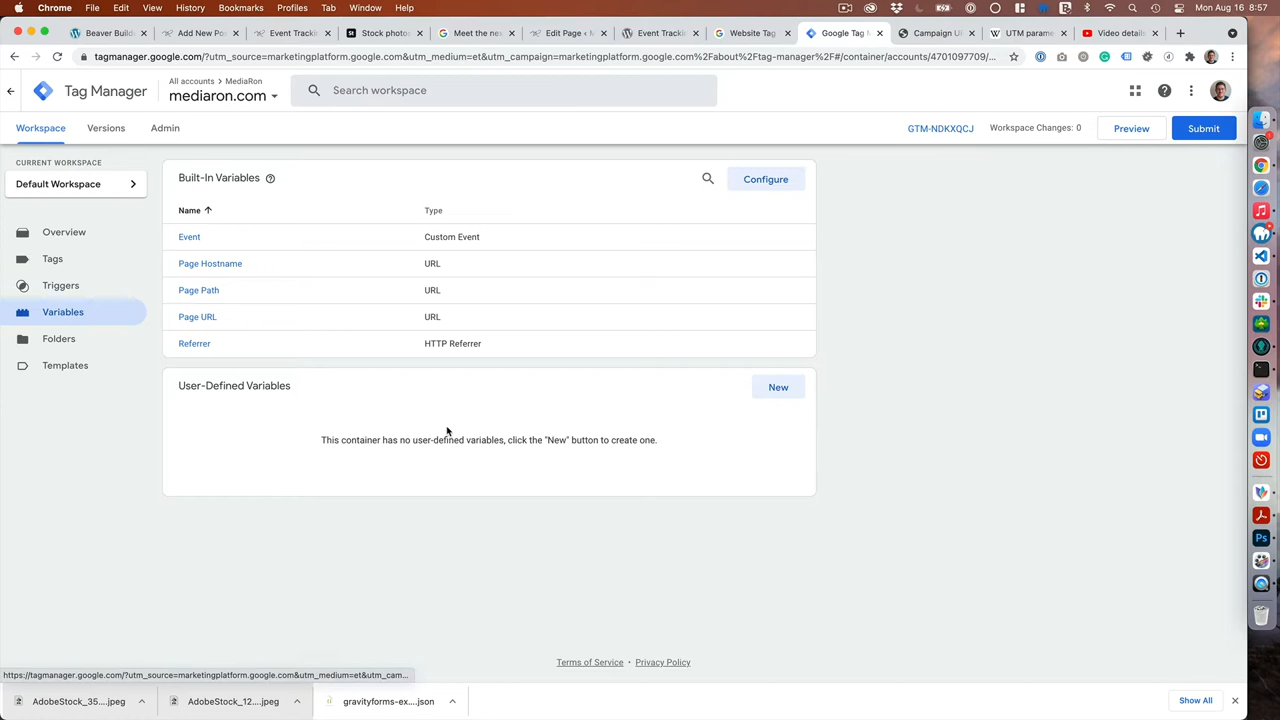 Chrome File Edit View History Bookmarks Profiles Tab Window Help
Mon Aug 16 8:57
Beaver Build
Add New Pos
Event Trackin
Stock photos
Meet the nex
Edit Page ‹ M
Event Trackin
Website Tag
Google Tag M
Campaign UR
UTM parame
Video details
tagmanager.google.com/?utm_source=marketingplatform.google.com&utm_medium=et&utm_campaign=marketingplatform.google.com%2Fabout%2Ftag-manager%2F#/container/accounts/4701097709/...
Tag Manager
All accounts > MediaRon
mediaron.com
Search workspace
Workspace Versions Admin
GTM-NDKXQCJ Workspace Changes: 0 Preview Submit
CURRENT WORKSPACE
Default Workspace
Overview
Tags
Triggers
Variables
Folders
Templates
Built-In Variables
Configure
Name Type
Event Custom Event
Page Hostname URL
Page Path URL
Page URL URL
Referrer HTTP Referrer
User-Defined Variables
New
This container has no user-defined variables, click the "New" button to create one.
Terms of Service · Privacy Policy
https://tagmanager.google.com/?utm_source=marketingplatform.google.com&utm_medium=et&utm_cam...
AdobeStock_35....jpeg
AdobeStock_12....jpeg
gravityforms-ex....json
Show All